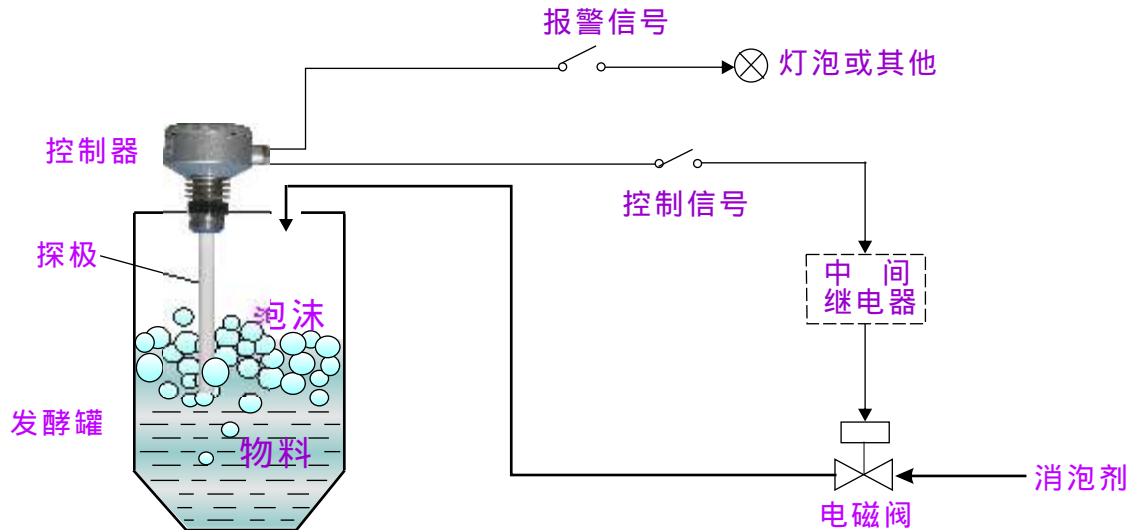 报警信号
灯泡或其他
控制器
控制信号
探极
中 间
继电器
泡沫
发酵罐
物料
消泡剂
电磁阀